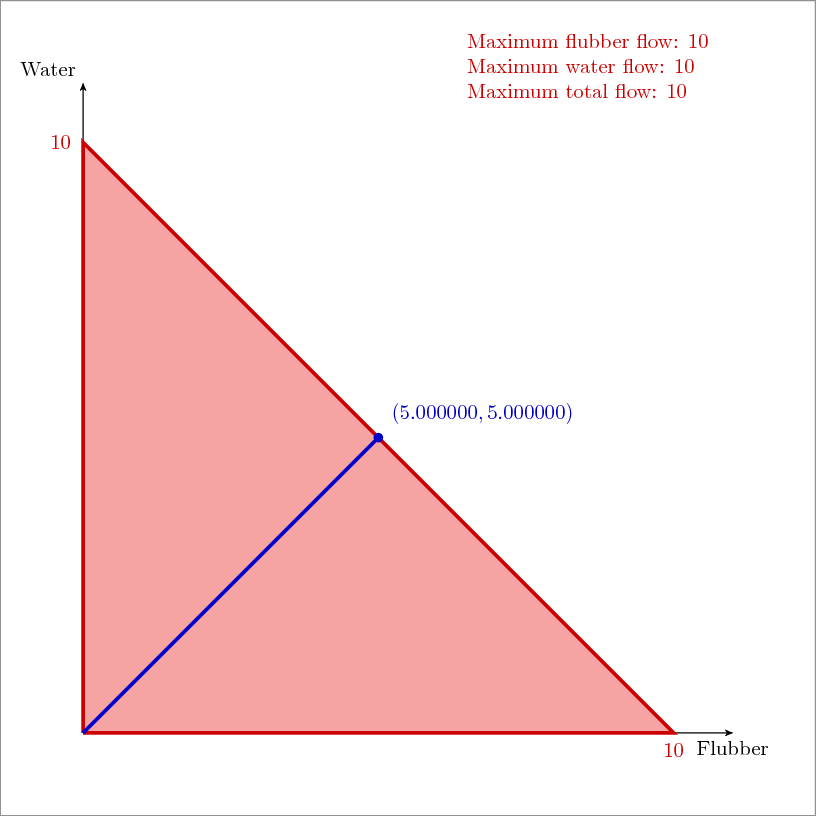 Maximum flubber flow: 10
Maximum water flow: 10
Maximum total flow: 10
Water
10
(5.000000, 5.000000)
10
Flubber